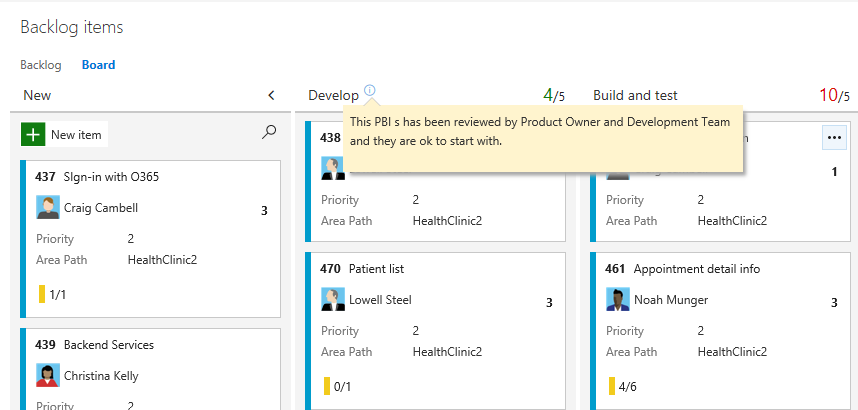 Backlog items
Backlog Board
New
Develop 4/5
Build and test 10/5
This PBI s has been reviewed by Product Owner and Development Team
and they are ok to start with.
New item
437 SIgn-in with O365
Craig Cambell 3
Priority 2
Area Path HealthClinic2
1/1
439 Backend Services
Christina Kelly
Priority 2
438
Priority 2
Area Path HealthClinic2
470 Patient list
Lowell Steel 3
Priority 2
Area Path HealthClinic2
0/1
1
Priority 2
Area Path HealthClinic2
461 Appointment detail info
Noah Munger 3
Priority 2
Area Path HealthClinic2
4/6